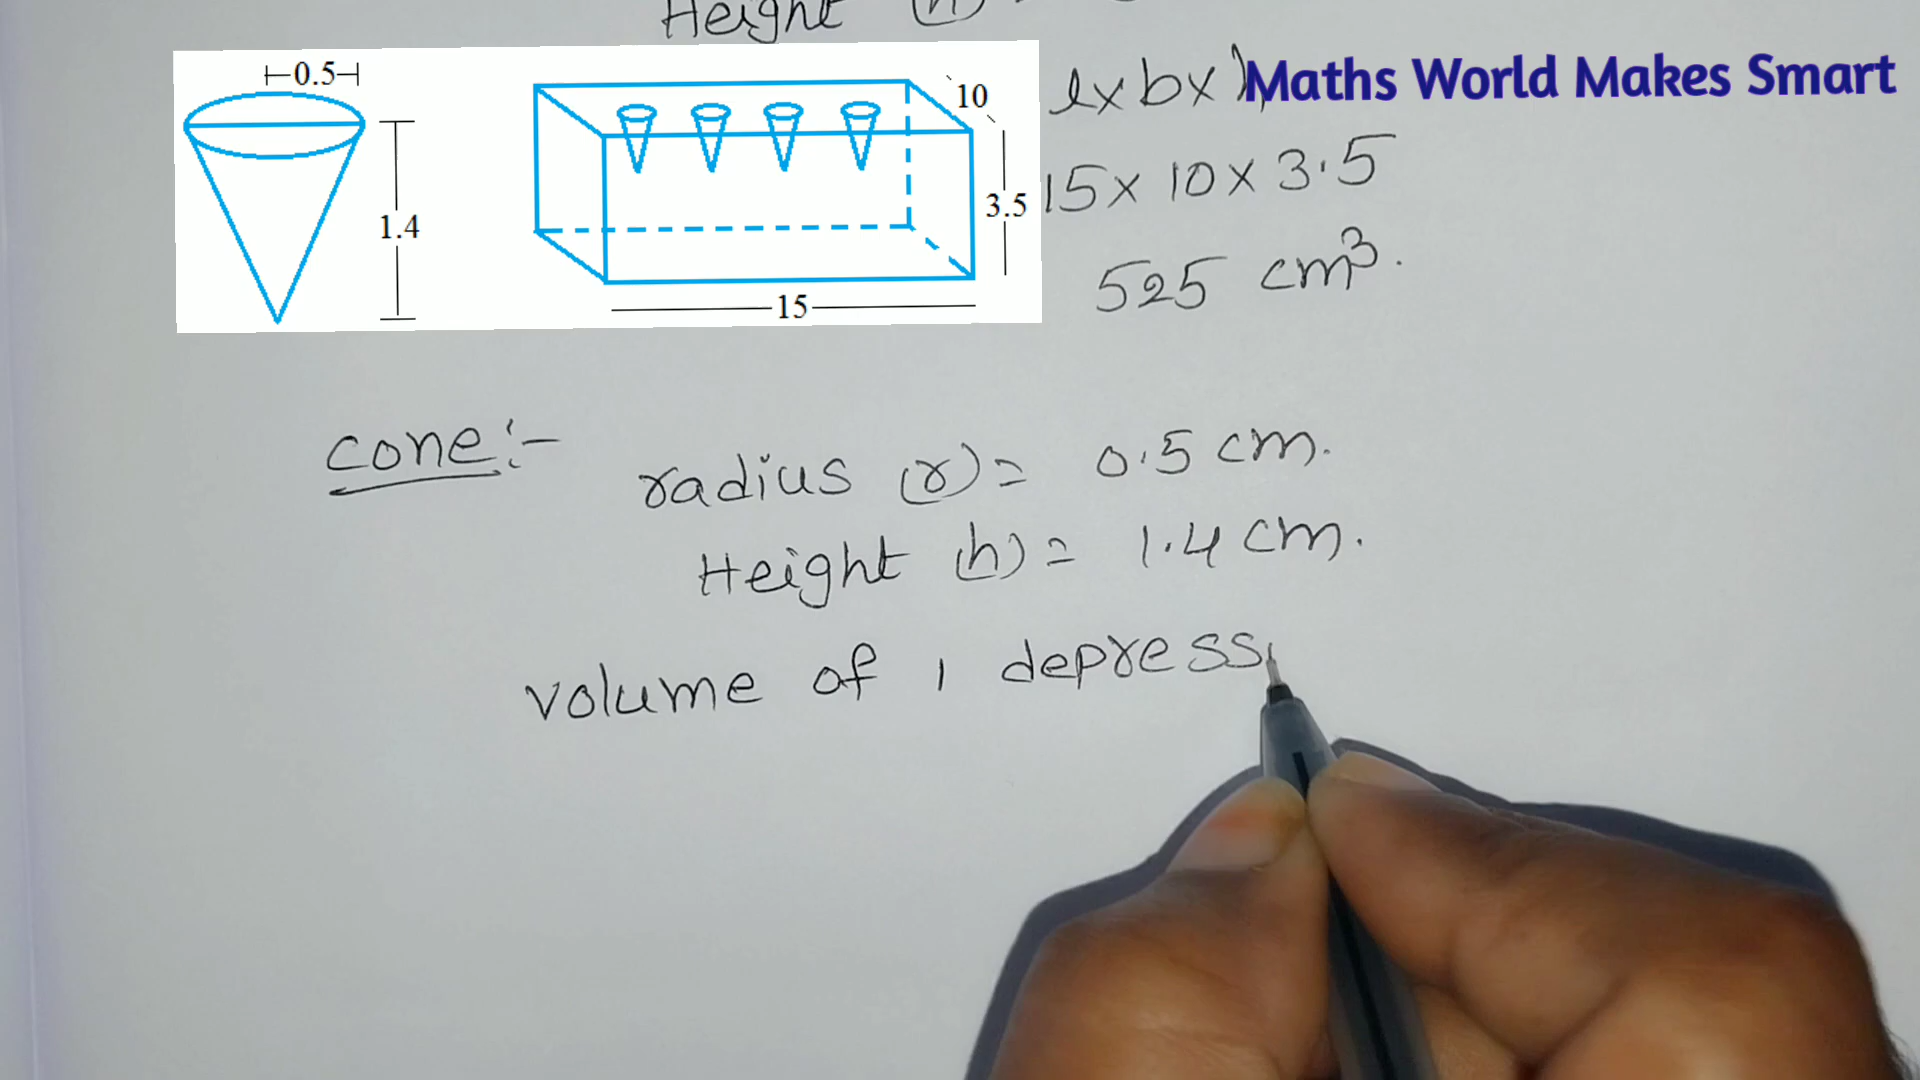 Height (h)
l x b x h
Maths World Makes Smart
0.5
1.4
10
3.5
15
15 x 10 x 3.5
525 cm³.
cone:-
radius (r) = 0.5 cm.
Height (h) = 1.4 cm.
volume of 1 depressi